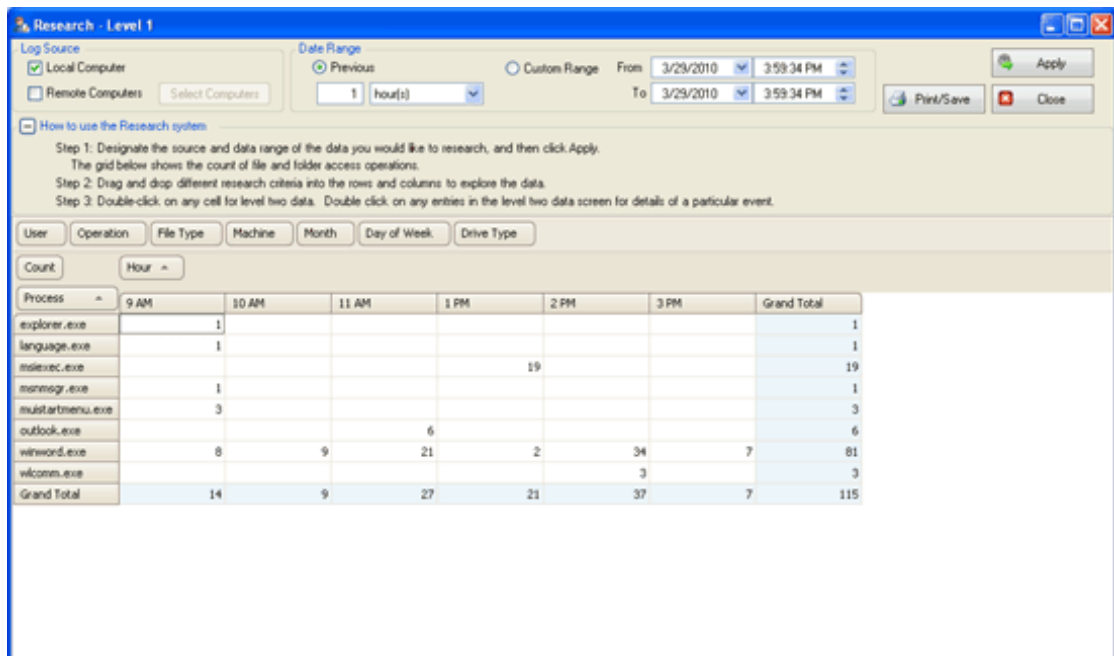 Research - Level 1
Log Source
Date Range
Local Computer
Previous
Custom Range From 3/29/2010 3:59:34 PM
Apply
Remote Computers Select Computers
1 hour(s)
To 3/29/2010 3:59:34 PM
Print/Save
Close
How to use the Research system
Step 1: Designate the source and data range of the data you would like to research, and then click Apply.
The grid below shows the count of file and folder access operations.
Step 2: Drag and drop different research criteria into the rows and columns to explore the data.
Step 3: Double-click on any cell for level two data. Double click on any entries in the level two data screen for details of a particular event.
User Operation File Type Machine Month Day of Week Drive Type
Count Hour
Process 9 AM 10 AM 11 AM 1 PM 2 PM 3 PM Grand Total
explorer.exe 1 1
language.exe 1 1
msiexec.exe 19 19
msnmsgr.exe 1 1
muistartmenu.exe 3 3
outlook.exe 6 6
winword.exe 8 9 21 2 34 7 81
wlcomm.exe 3 3
Grand Total 14 9 27 21 37 7 115